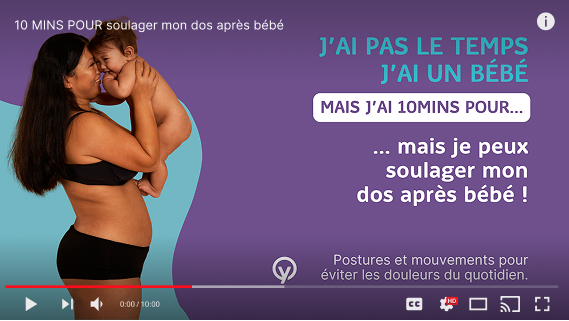 10 MINS POUR soulager mon dos après bébé
i
J'AI PAS LE TEMPS
J'AI UN BÉBÉ
MAIS J'AI 10MINS POUR...
... mais je peux
soulager mon
dos après bébé !
Postures et mouvements pour
éviter les douleurs du quotidien.
y
0:00 / 10:00
CC
HD